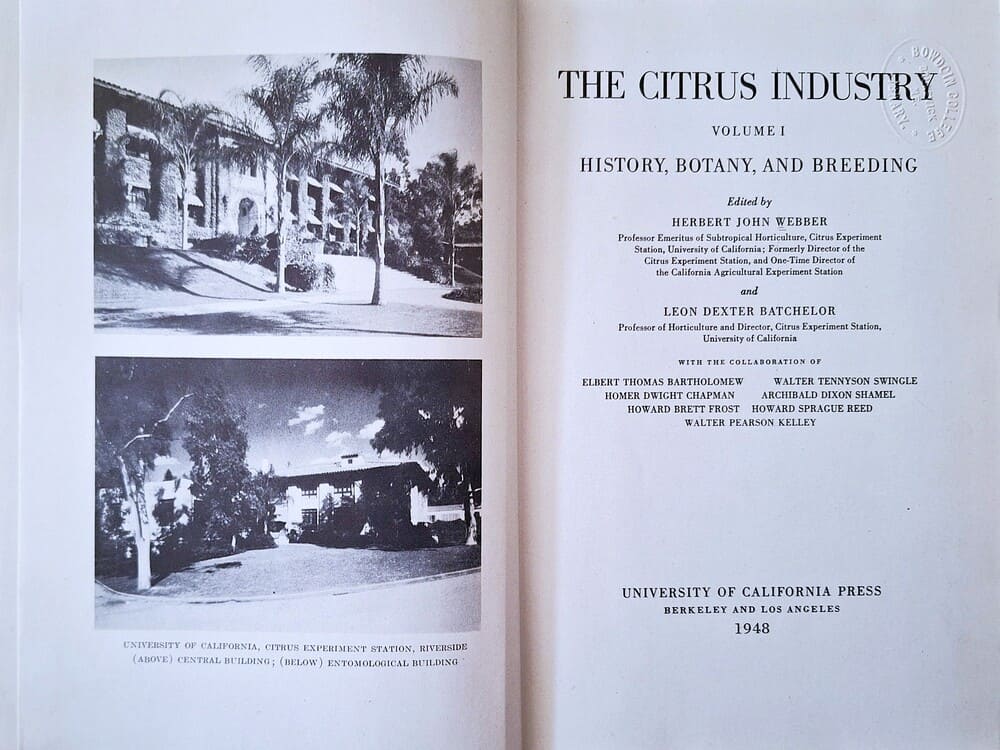 UNIVERSITY OF CALIFORNIA, CITRUS EXPERIMENT STATION, RIVERSIDE
(ABOVE) CENTRAL BUILDING; (BELOW) ENTOMOLOGICAL BUILDING
THE CITRUS INDUSTRY
VOLUME I
HISTORY, BOTANY, AND BREEDING
Edited by
HERBERT JOHN WEBBER
Professor Emeritus of Subtropical Horticulture, Citrus Experiment
Station, University of California; Formerly Director of the
Citrus Experiment Station, and One-Time Director of
the California Agricultural Experiment Station
and
LEON DEXTER BATCHELOR
Professor of Horticulture and Director, Citrus Experiment Station,
University of California
WITH THE COLLABORATION OF
ELBERT THOMAS BARTHOLOMEW WALTER TENNYSON SWINGLE
HOMER DWIGHT CHAPMAN ARCHIBALD DIXON SHAMEL
HOWARD BRETT FROST HOWARD SPRAGUE REED
WALTER PEARSON KELLEY
UNIVERSITY OF CALIFORNIA PRESS
BERKELEY AND LOS ANGELES
1948
BOWDOIN COLLEGE
LIBRARY.